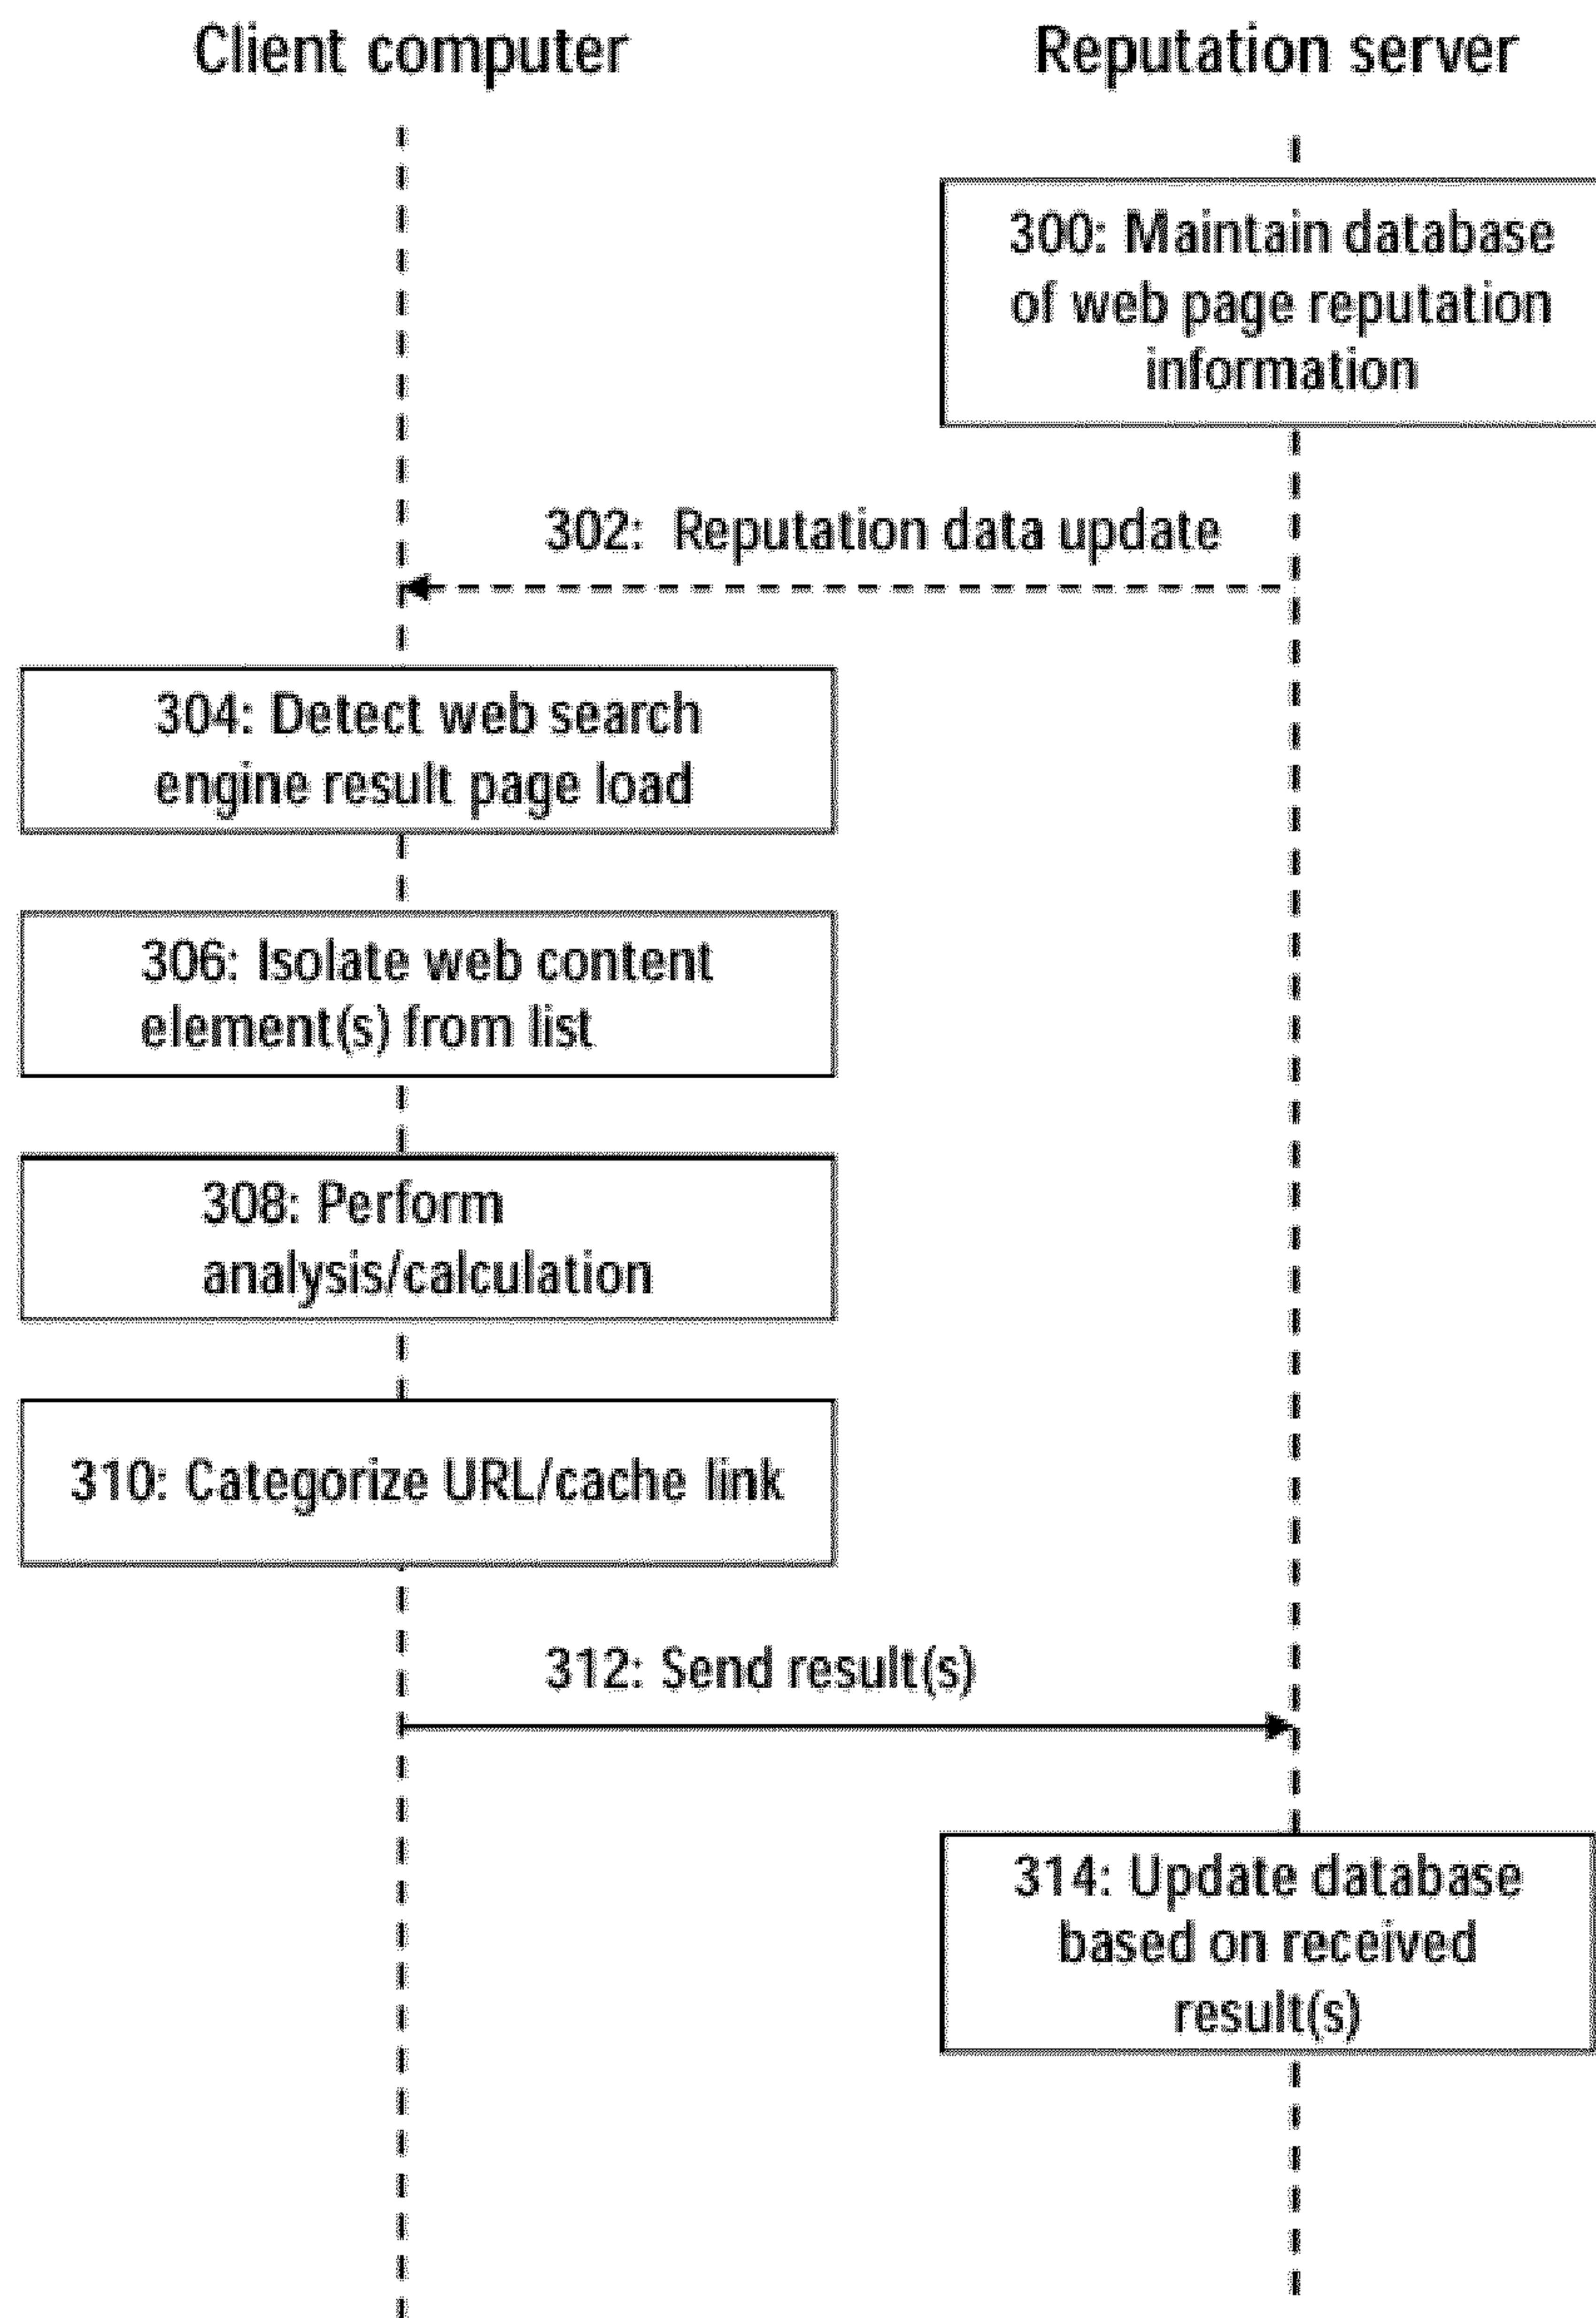 Client computer
Reputation server
300: Maintain database
of web page reputation
information
302: Reputation data update
304: Detect web search
engine result page load
306: Isolate web content
element(s) from list
308: Perform
analysis/calculation
310: Categorize URL/cache link
312: Send result(s)
314: Update database
based on received
result(s)